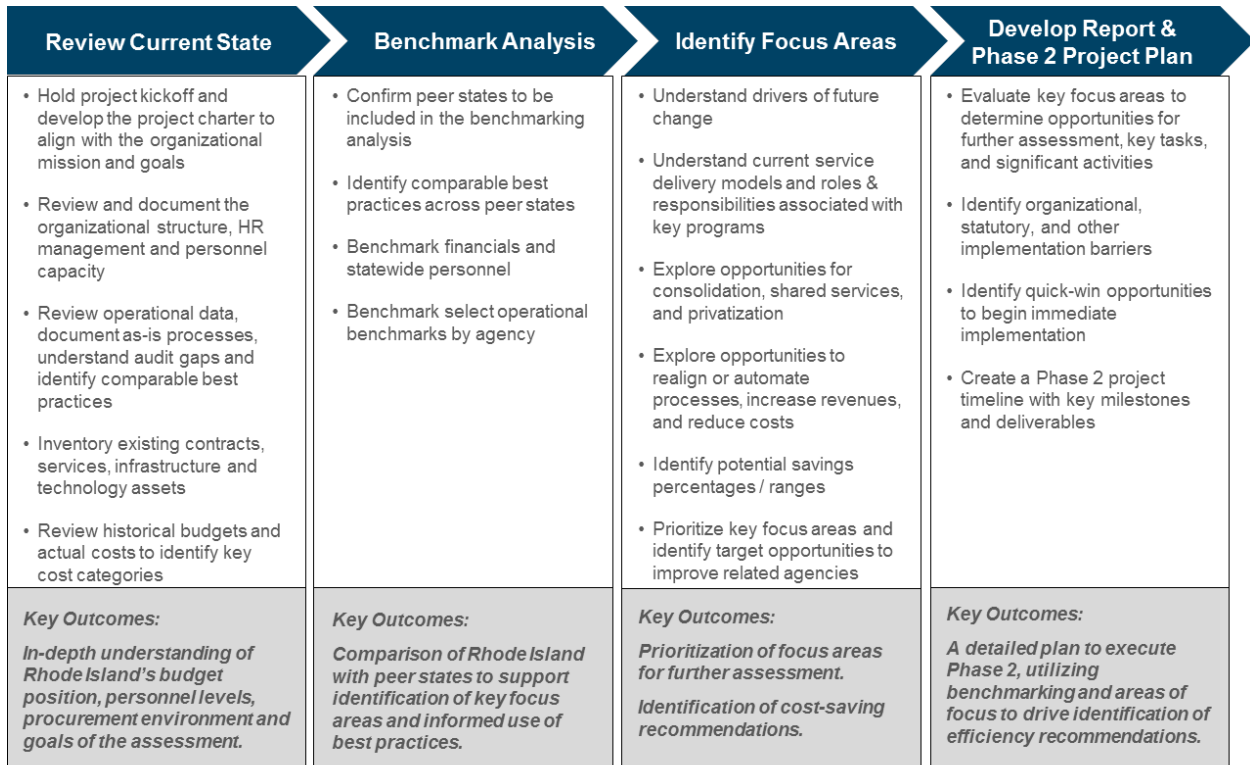 Review Current State
Benchmark Analysis
Identify Focus Areas
Develop Report &
Phase 2 Project Plan
• Hold project kickoff and
develop the project charter to
align with the organizational
mission and goals
• Review and document the
organizational structure, HR
management and personnel
capacity
• Review operational data,
document as-is processes,
understand audit gaps and
identify comparable best
practices
• Inventory existing contracts,
services, infrastructure and
technology assets
• Review historical budgets and
actual costs to identify key
cost categories
Key Outcomes:
In-depth understanding of
Rhode Island's budget
position, personnel levels,
procurement environment and
goals of the assessment.
• Confirm peer states to be
included in the benchmarking
analysis
• Identify comparable best
practices across peer states
• Benchmark financials and
statewide personnel
• Benchmark select operational
benchmarks by agency
Key Outcomes:
Comparison of Rhode Island
with peer states to support
identification of key focus
areas and informed use of
best practices.
• Understand drivers of future
change
• Understand current service
delivery models and roles &
responsibilities associated with
key programs
• Explore opportunities for
consolidation, shared services,
and privatization
• Explore opportunities to
realign or automate
processes, increase revenues,
and reduce costs
• Identify potential savings
percentages / ranges
• Prioritize key focus areas and
identify target opportunities to
improve related agencies
Key Outcomes:
Prioritization of focus areas
for further assessment.
Identification of cost-saving
recommendations.
• Evaluate key focus areas to
determine opportunities for
further assessment, key tasks,
and significant activities
• Identify organizational,
statutory, and other
implementation barriers
• Identify quick-win opportunities
to begin immediate
implementation
• Create a Phase 2 project
timeline with key milestones
and deliverables
Key Outcomes:
A detailed plan to execute
Phase 2, utilizing
benchmarking and areas of
focus to drive identification of
efficiency recommendations.